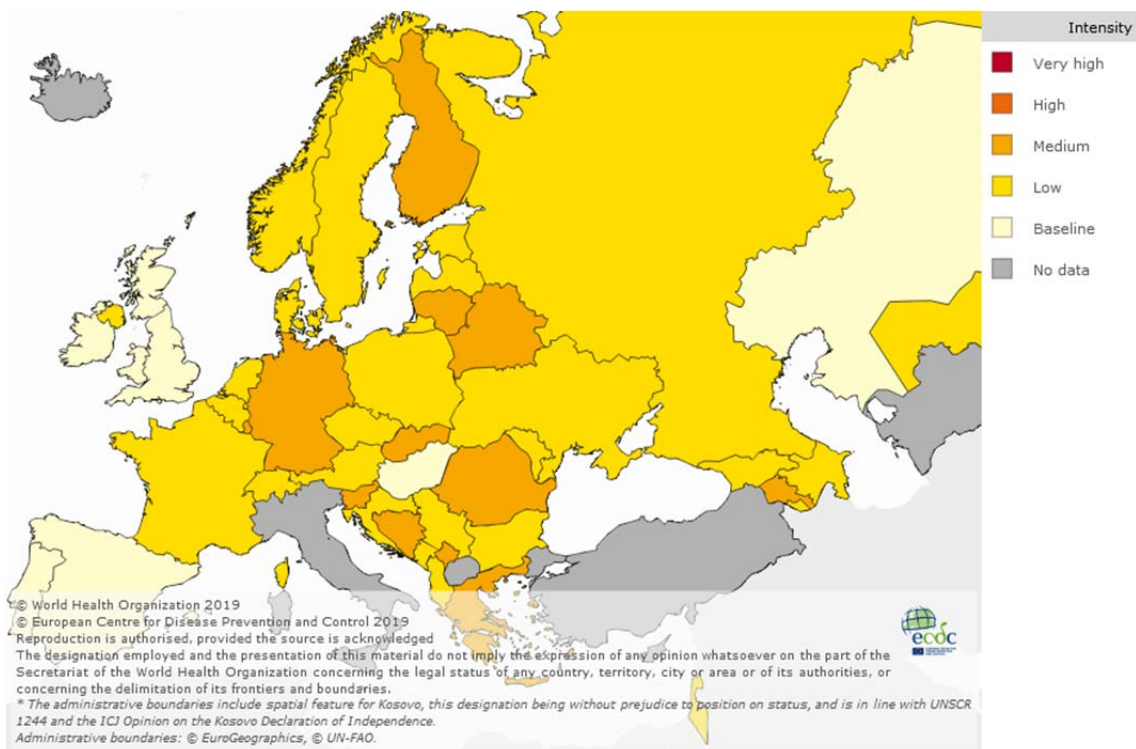 Intensity
Very high
High
Medium
Low
Baseline
No data
© World Health Organization 2019
© European Centre for Disease Prevention and Control 2019
Reproduction is authorised, provided the source is acknowledged
The designation employed and the presentation of this material do not imply the expression of any opinion whatsoever on the part of the
Secretariat of the World Health Organization concerning the legal status of any country, territory, city or area or of its authorities, or
concerning the delimitation of its frontiers and boundaries.
* The administrative boundaries include spatial feature for Kosovo, this designation being without prejudice to position on status, and is in line with UNSCR
1244 and the ICJ Opinion on the Kosovo Declaration of Independence.
Administrative boundaries: © EuroGeographics, © UN-FAO.
ecdc